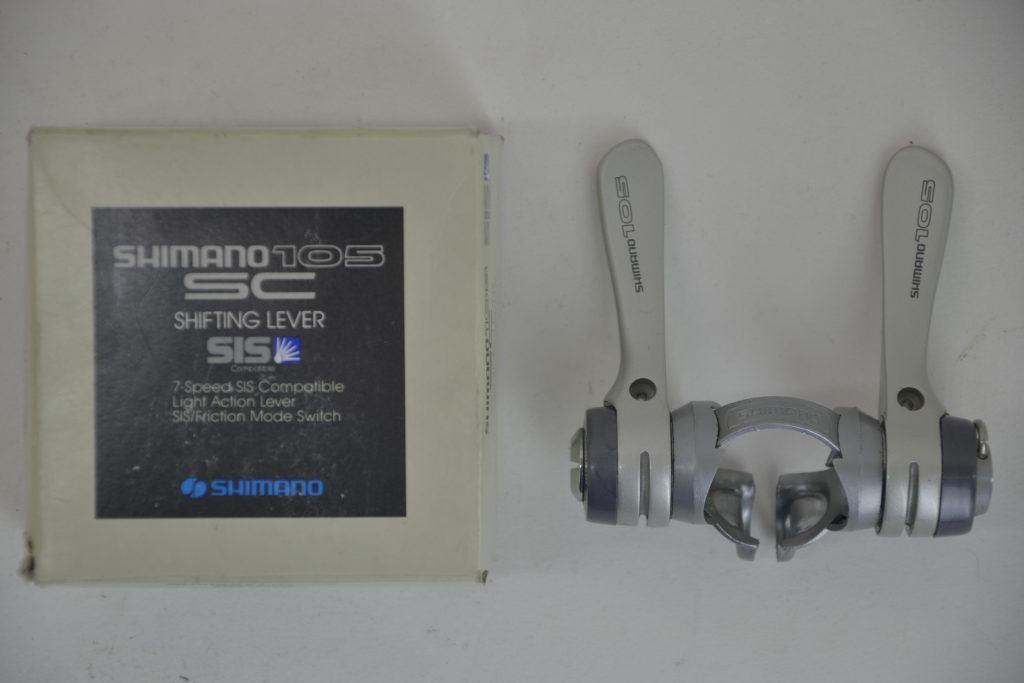 SHIMANO 105
SC
SHIFTING LEVER
SIS
Compatible
7-Speed SIS Compatible
Light Action Lever
SIS/Friction Mode Switch
SHIMANO
SHIMANO 105
SHIMANO 105
SHIMANO